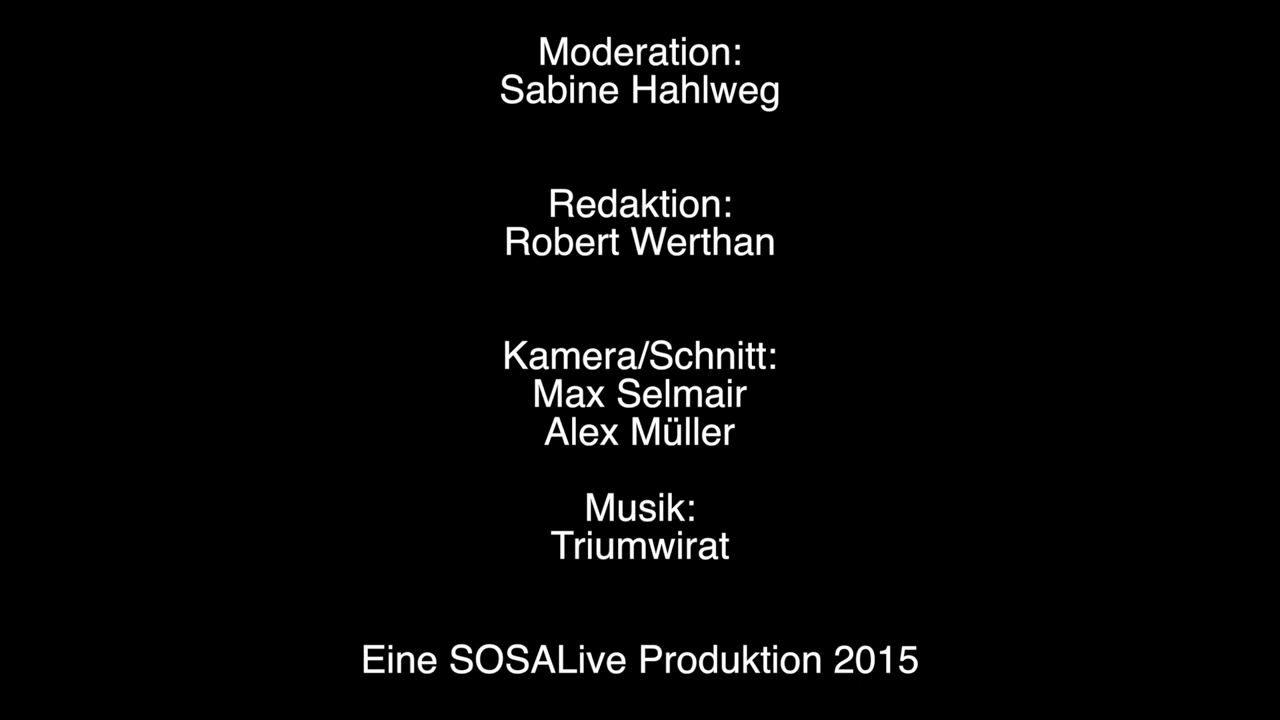 Moderation:
Sabine Hahlweg
Redaktion:
Robert Werthan
Kamera/Schnitt:
Max Selmair
Alex Müller
Musik:
Triumwirat
Eine SOSALive Produktion 2015